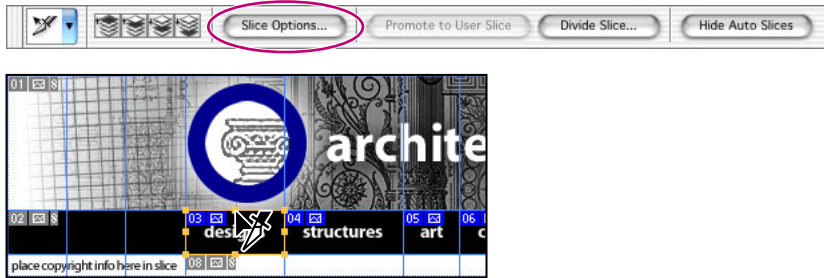 Slice Options... Promote to User Slice Divide Slice... Hide Auto Slices
01
archite
02 03 04 05 06
design structures art c
place copyright info here in slice 08